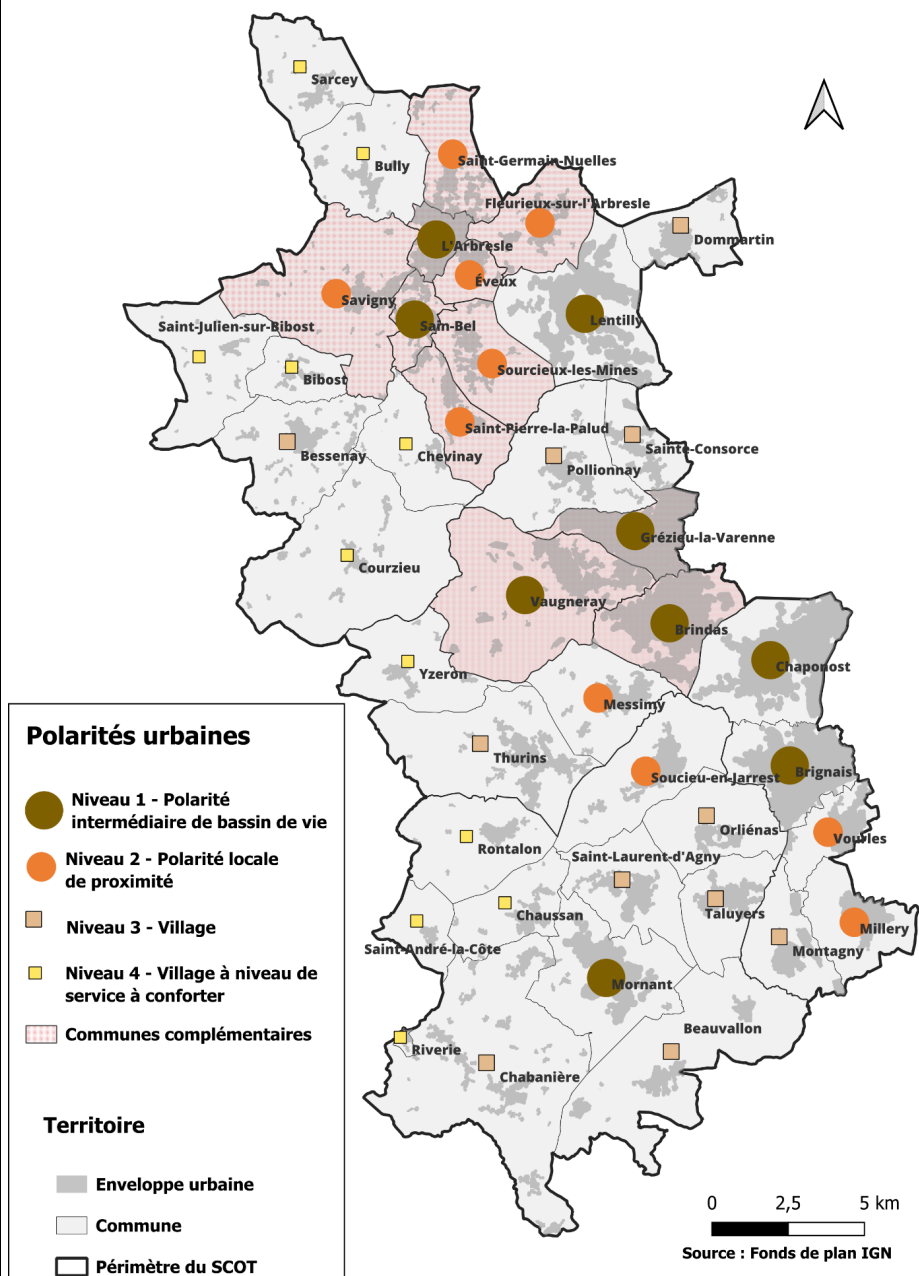 Sarcey
Bully
Saint-Germain-Nuelles
Fleurieux-sur-l'Arbresle
Dommartin
L'Arbresle
Éveux
Savigny
Saint-Julien-sur-Bibost
Sain-Bel
Lentilly
Bibost
Sourcieux-les-Mines
Saint-Pierre-la-Palud
Bessenay
Chevinay
Sainte-Consorce
Pollionnay
Grézieu-la-Varenne
Courzieu
Vaugneray
Brindas
Chaponost
Yzeron
Messimy
Thurins
Soucieu-en-Jarrest
Brignais
Orliénas
Vourles
Rontalon
Saint-Laurent-d'Agny
Chaussan
Taluyers
Saint-André-la-Côte
Millery
Montagny
Mornant
Beauvallon
Riverie
Chabanière
Polarités urbaines
Niveau 1 - Polarité
intermédiaire de bassin de vie
Niveau 2 - Polarité locale
de proximité
Niveau 3 - Village
Niveau 4 - Village à niveau de
service à conforter
Communes complémentaires
Territoire
Enveloppe urbaine
Commune
Périmètre du SCOT
0 2,5 5 km
Source : Fonds de plan IGN